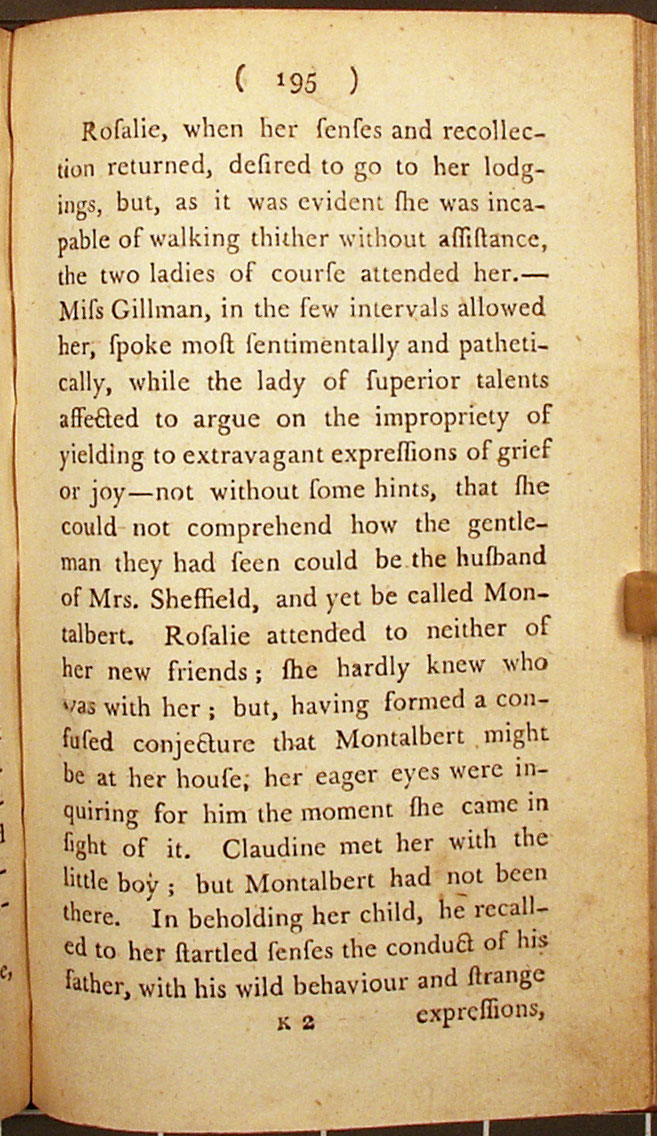 ( 195 )
Roſalie, when her ſenſes and recollec-
tion returned, deſired to go to her lodg-
ings, but, as it was evident ſhe was inca-
pable of walking thither without aſſiſtance,
the two ladies of courſe attended her.—
Miſs Gillman, in the few intervals allowed
her, ſpoke moſt ſentimentally and patheti-
cally, while the lady of ſuperior talents
affected to argue on the impropriety of
yielding to extravagant expreſſions of grief
or joy—not without ſome hints, that ſhe
could not comprehend how the gentle-
man they had ſeen could be the huſband
of Mrs. Sheffield, and yet be called Mon-
talbert. Roſalie attended to neither of
her new friends; ſhe hardly knew who
was with her; but, having formed a con-
fuſed conjecture that Montalbert might
be at her houſe, her eager eyes were in-
quiring for him the moment ſhe came in
ſight of it. Claudine met her with the
little boy; but Montalbert had not been
there. In beholding her child, he recall-
ed to her ſtartled ſenſes the conduct of his
father, with his wild behaviour and ſtrange
K 2 expreſſions,